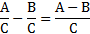 A/C − B/C = (A − B)/C